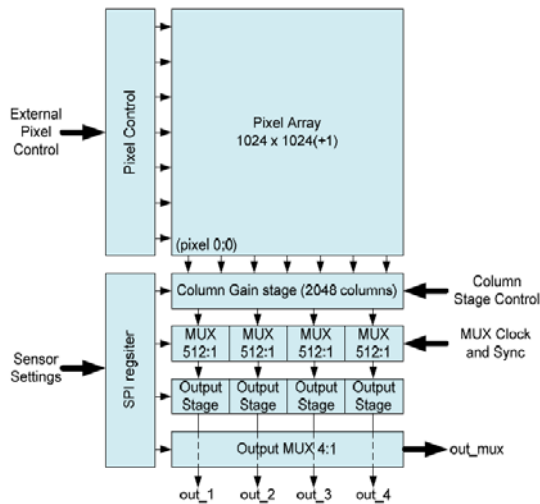 External
Pixel
Control
Pixel Control
Pixel Array
1024 x 1024(+1)
(pixel 0;0)
Column Gain stage (2048 columns)
Column
Stage Control
MUX
512:1
MUX
512:1
MUX
512:1
MUX
512:1
MUX Clock
and Sync
Sensor
Settings
SPI regsiter
Output
Stage
Output
Stage
Output
Stage
Output
Stage
Output MUX 4:1
out_mux
out_1
out_2
out_3
out_4